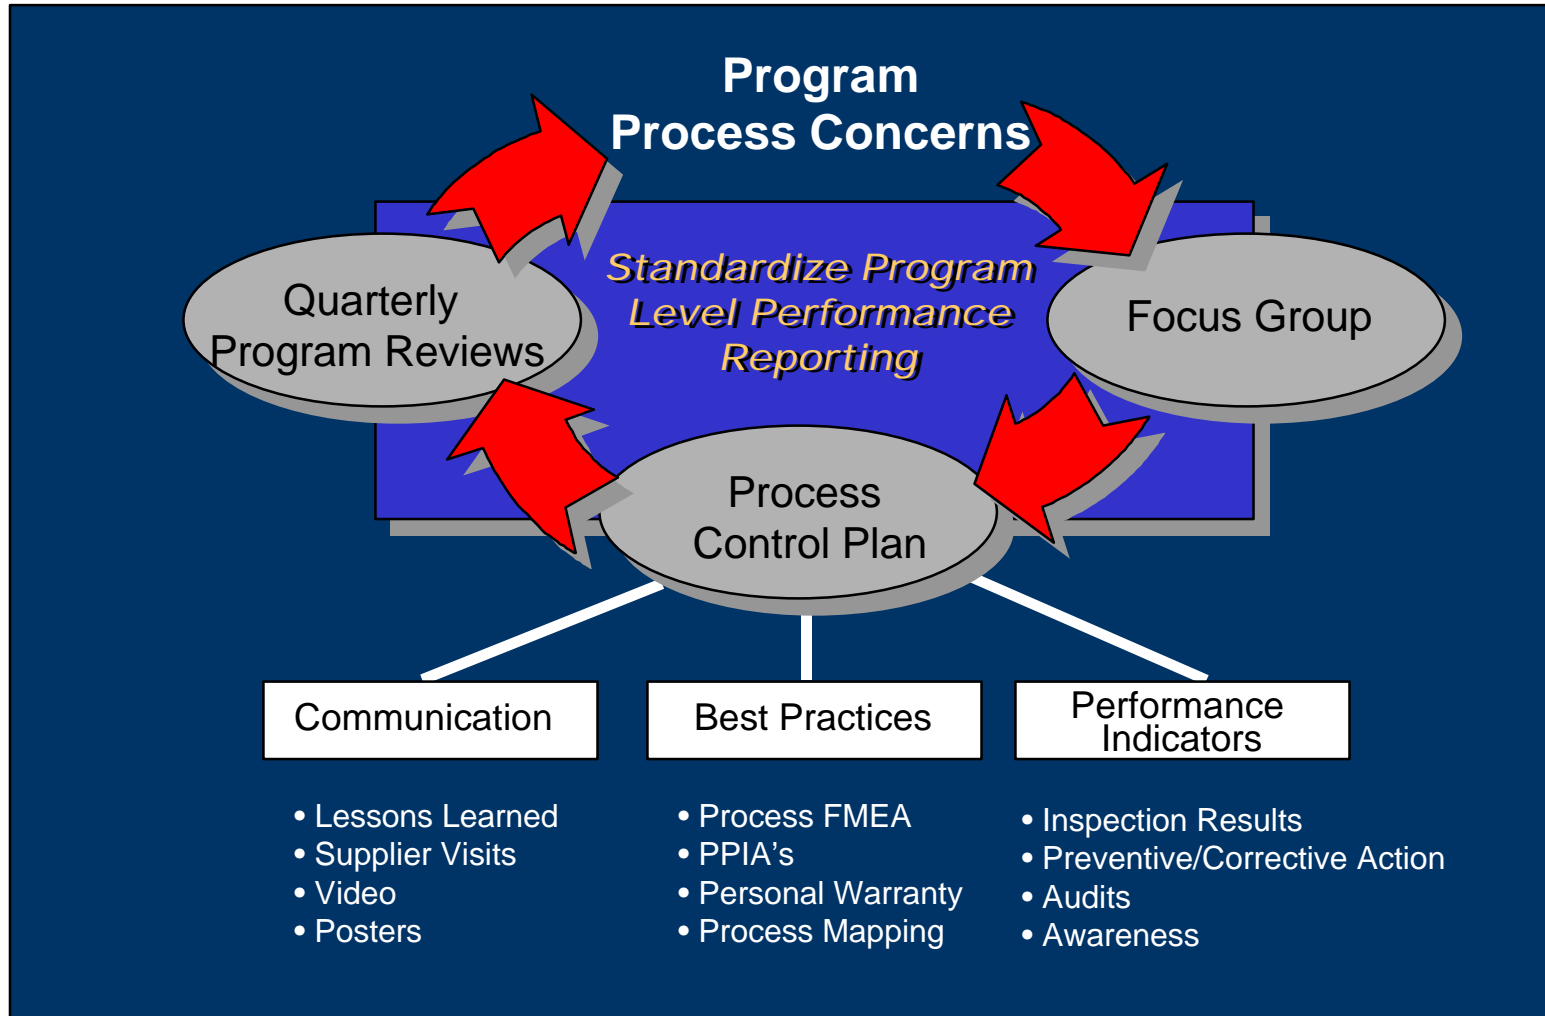 Program
Process Concerns
Standardize Program
Level Performance
Reporting
Quarterly
Program Reviews
Focus Group
Process
Control Plan
Communication
• Lessons Learned
• Supplier Visits
• Video
• Posters
Best Practices
• Process FMEA
• PPIA's
• Personal Warranty
• Process Mapping
Performance
Indicators
• Inspection Results
• Preventive/Corrective Action
• Audits
• Awareness